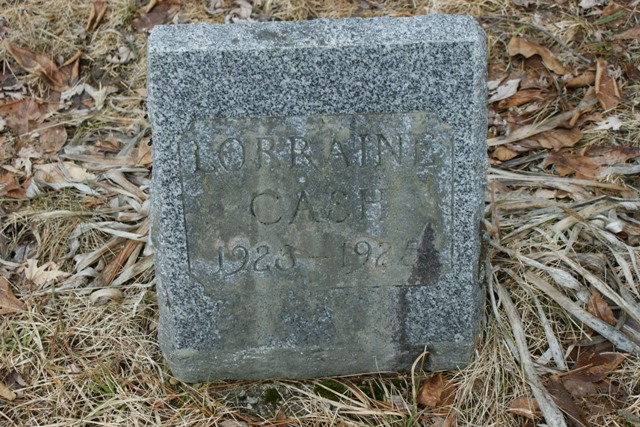 LORRAINE
CASH
1923 –